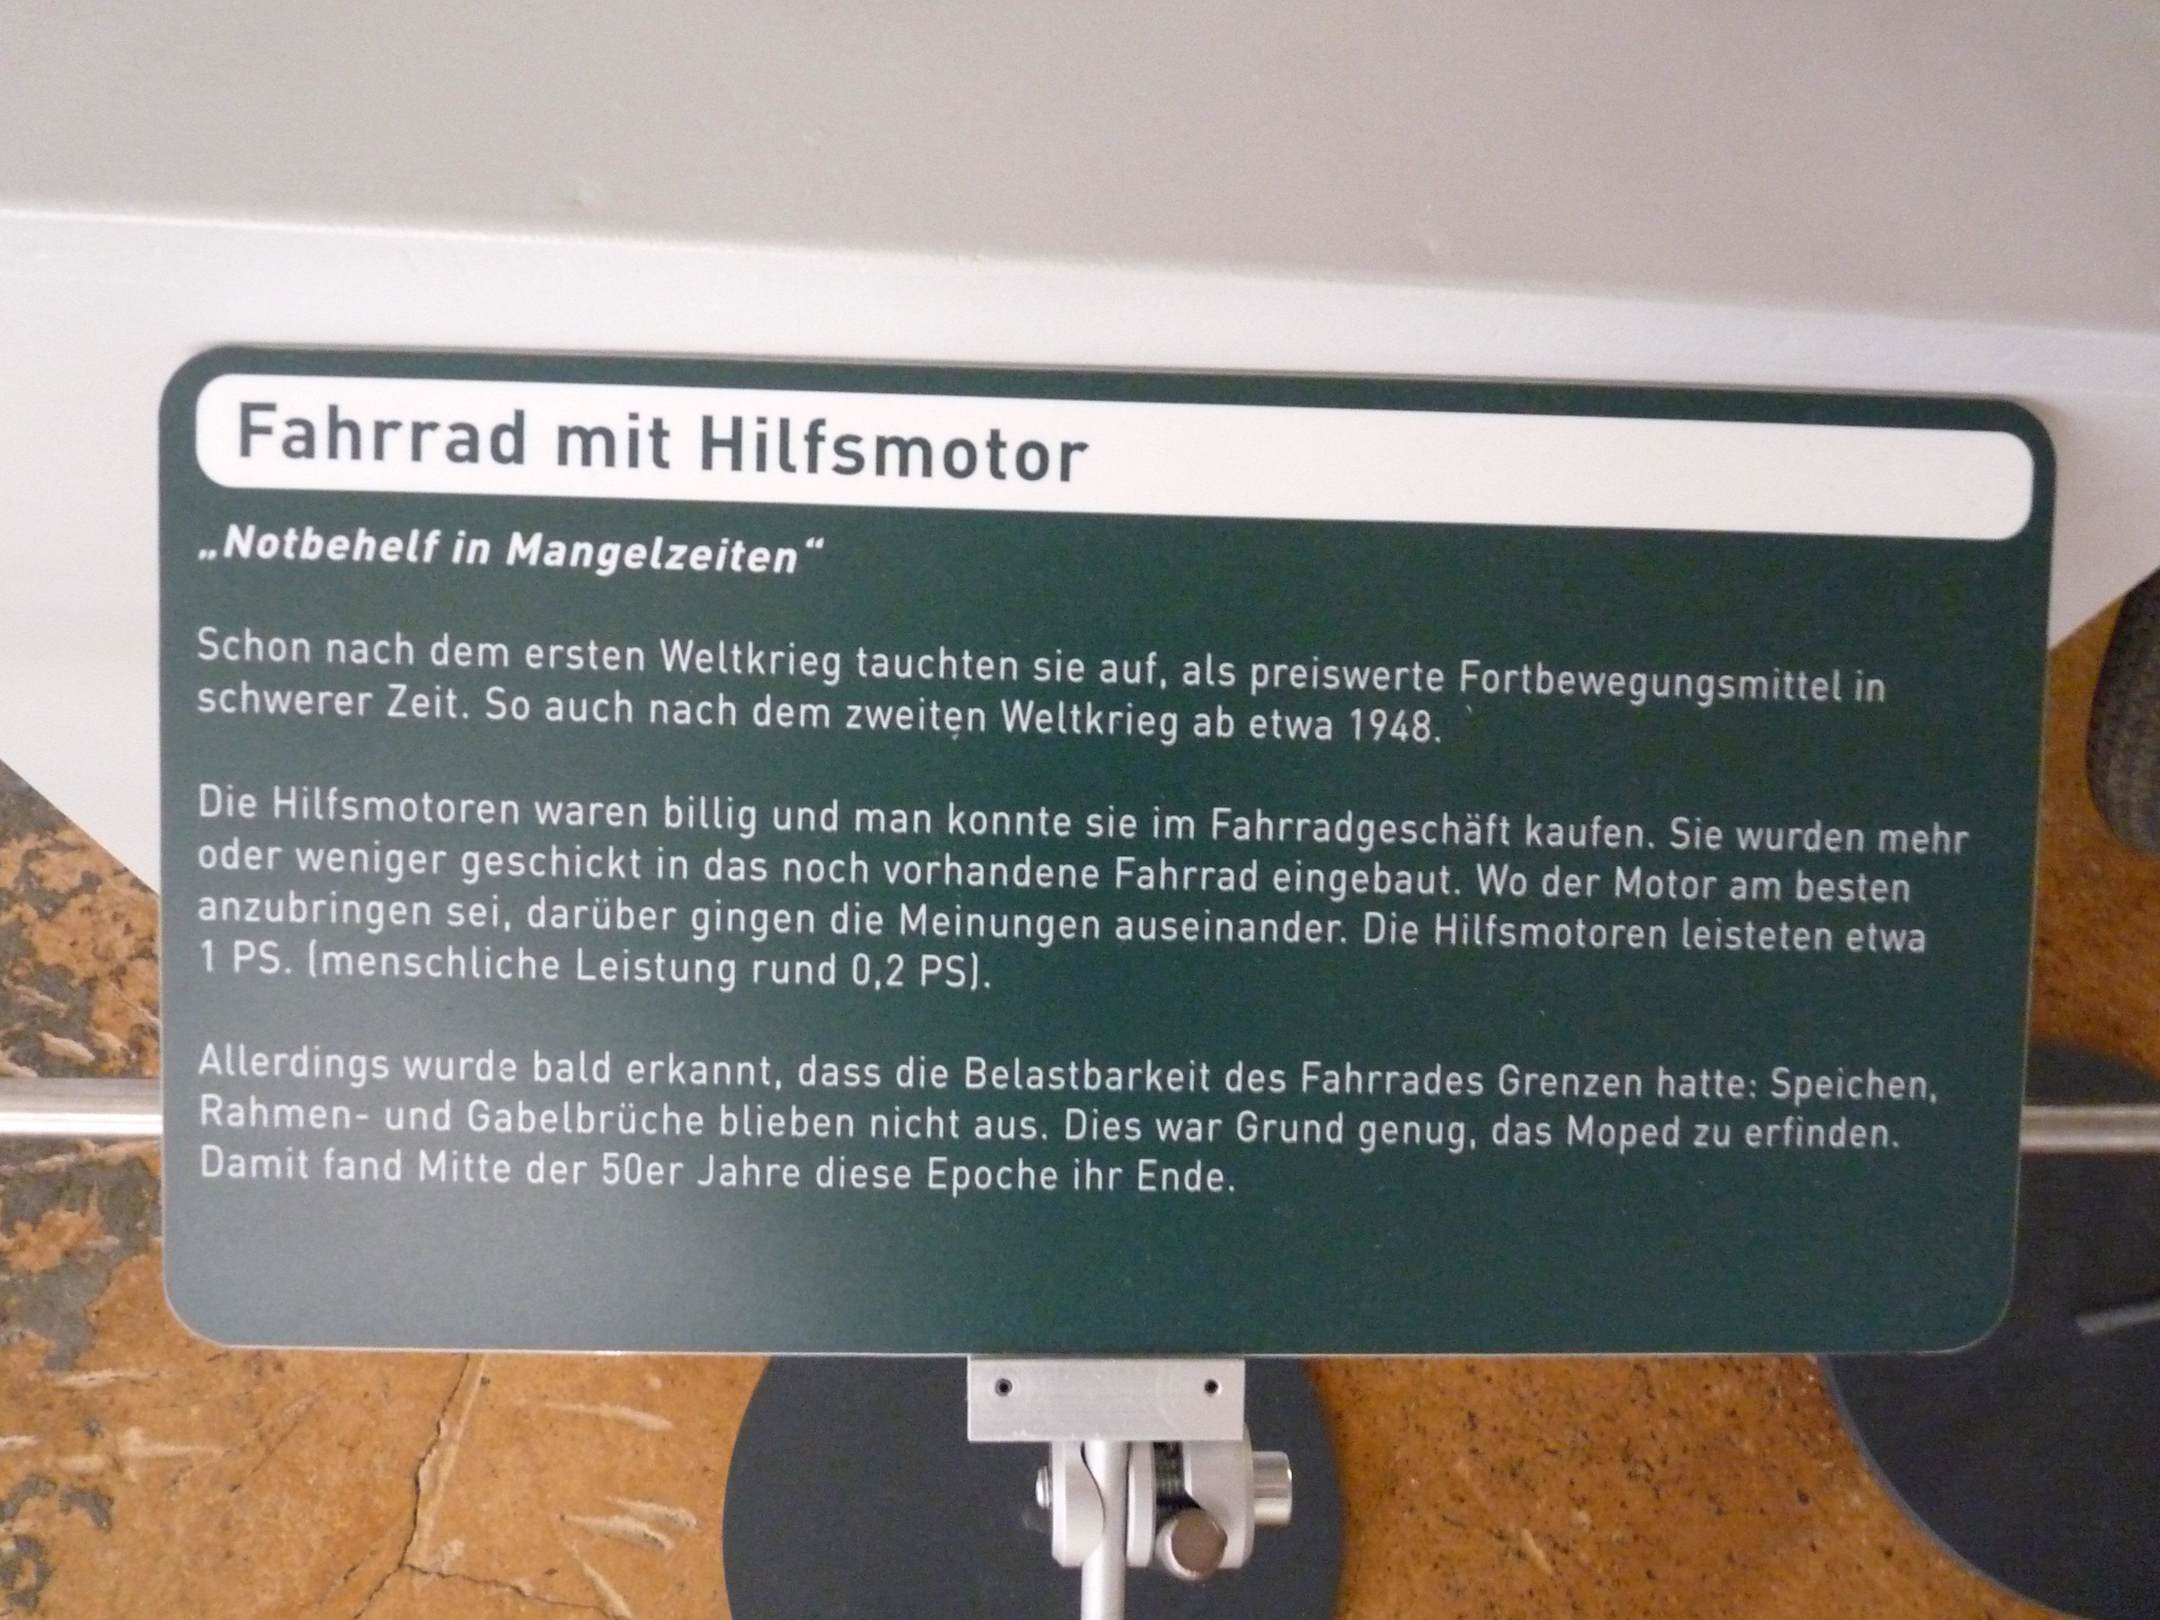 Fahrrad mit Hilfsmotor
„Notbehelf in Mangelzeiten“
Schon nach dem ersten Weltkrieg tauchten sie auf, als preiswerte Fortbewegungsmittel in
schwerer Zeit. So auch nach dem zweiten Weltkrieg ab etwa 1948.
Die Hilfsmotoren waren billig und man konnte sie im Fahrradgeschäft kaufen. Sie wurden mehr
oder weniger geschickt in das noch vorhandene Fahrrad eingebaut. Wo der Motor am besten
anzubringen sei, darüber gingen die Meinungen auseinander. Die Hilfsmotoren leisteten etwa
1 PS. (menschliche Leistung rund 0,2 PS).
Allerdings wurde bald erkannt, dass die Belastbarkeit des Fahrrades Grenzen hatte: Speichen,
Rahmen- und Gabelbrüche blieben nicht aus. Dies war Grund genug, das Moped zu erfinden.
Damit fand Mitte der 50er Jahre diese Epoche ihr Ende.